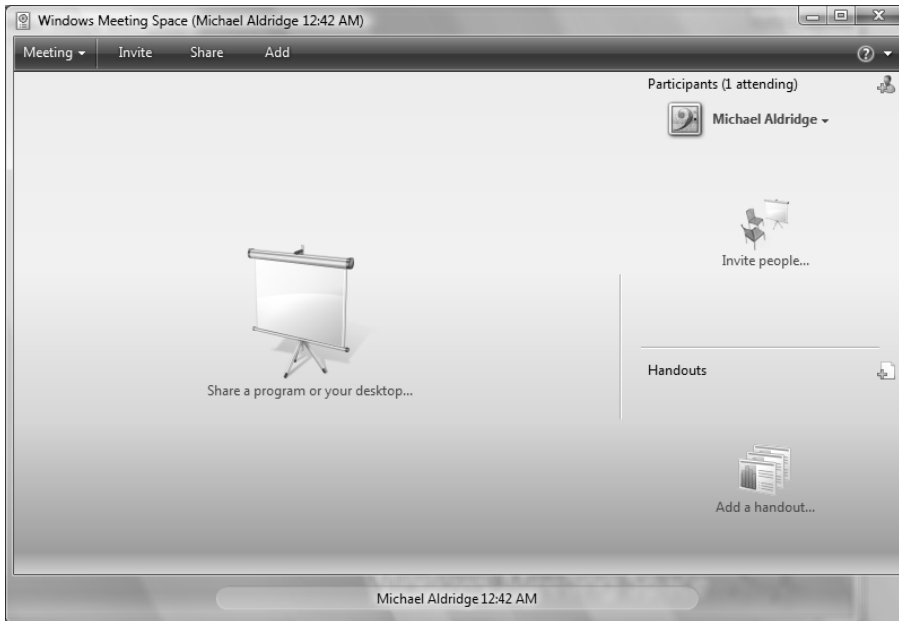 Windows Meeting Space (Michael Aldridge 12:42 AM)
Meeting Invite Share Add
Participants (1 attending)
Michael Aldridge
Invite people...
Share a program or your desktop...
Handouts
Add a handout...
Michael Aldridge 12:42 AM